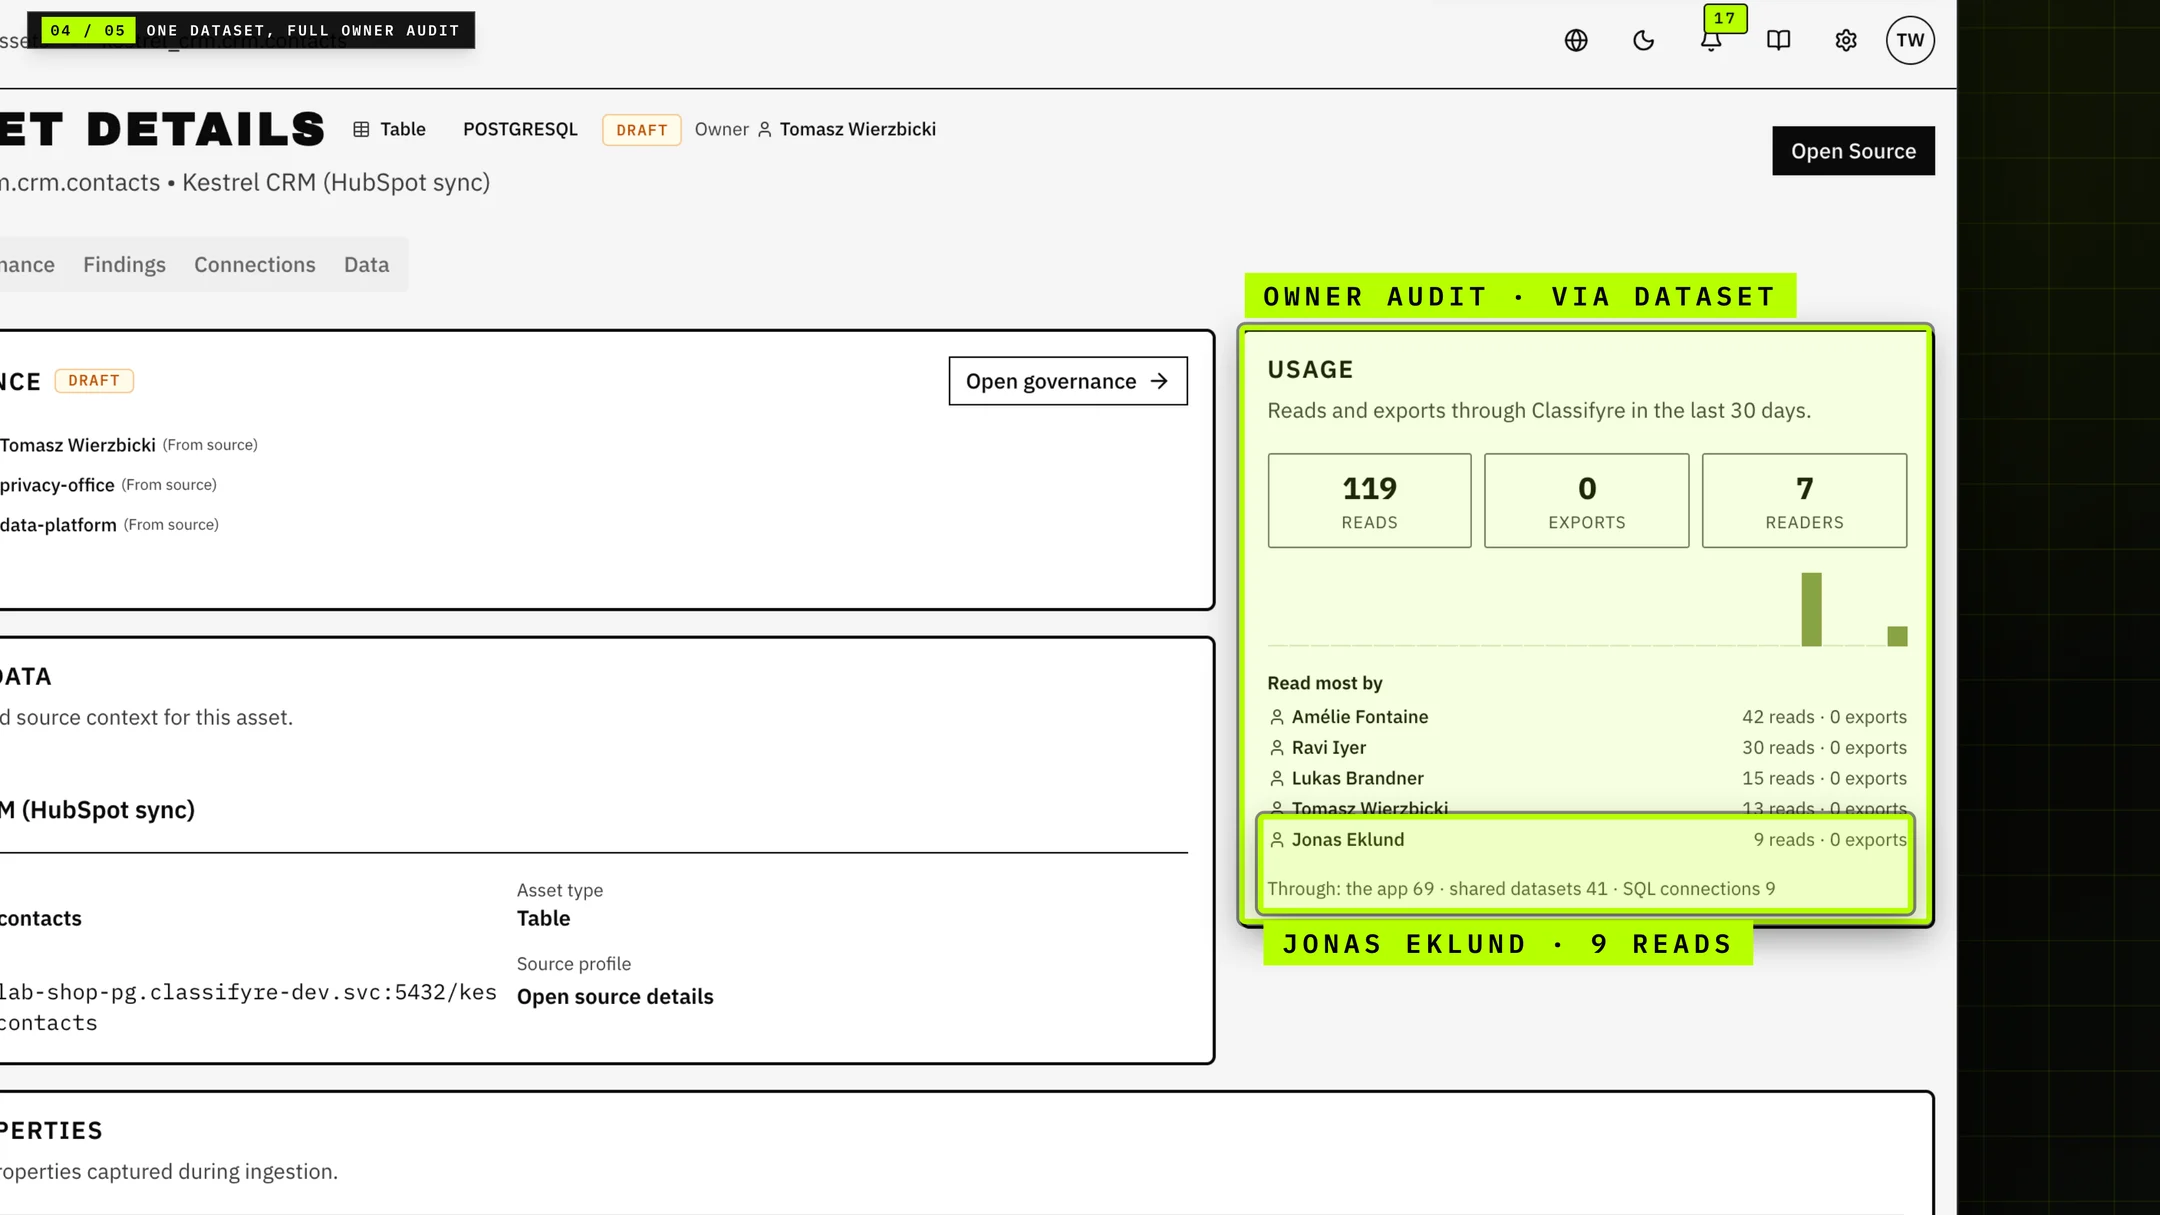 04 / 05 ONE DATASET, FULL OWNER AUDIT
17
TW
ET DETAILS Table POSTGRESQL DRAFT Owner Tomasz Wierzbicki
Open Source
m.crm.contacts • Kestrel CRM (HubSpot sync)
nance Findings Connections Data
OWNER AUDIT · VIA DATASET
NCE DRAFT
Open governance →
Tomasz Wierzbicki (From source)
privacy-office (From source)
data-platform (From source)
USAGE
Reads and exports through Classifyre in the last 30 days.
119 0 7
READS EXPORTS READERS
Read most by
Amélie Fontaine 42 reads · 0 exports
Ravi Iyer 30 reads · 0 exports
Lukas Brandner 15 reads · 0 exports
Tomasz Wierzbicki 13 reads · 0 exports
Jonas Eklund 9 reads · 0 exports
Through: the app 69 · shared datasets 41 · SQL connections 9
JONAS EKLUND · 9 READS
DATA
d source context for this asset.
M (HubSpot sync)
Asset type
contacts Table
Source profile
lab-shop-pg.classifyre-dev.svc:5432/kes Open source details
contacts
PERTIES
roperties captured during ingestion.